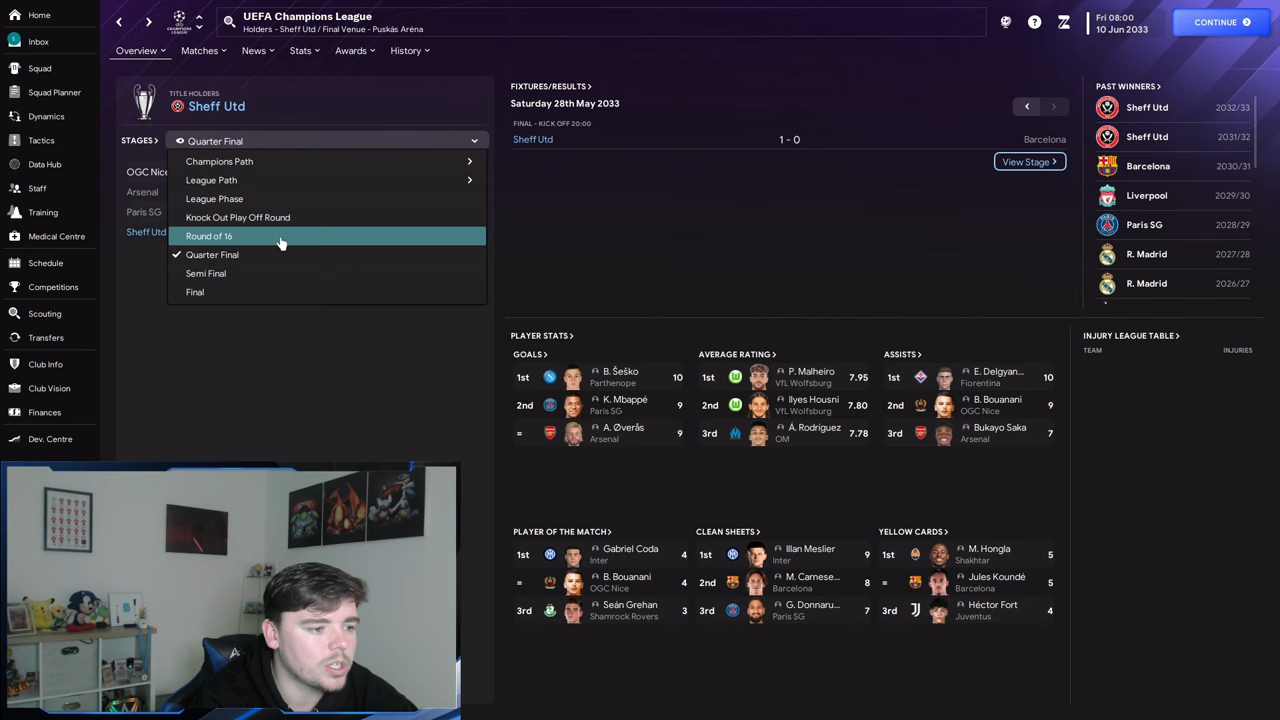 Home
Inbox
Squad
Squad Planner
Dynamics
Tactics
Data Hub
Staff
Training
Medical Centre
Schedule
Competitions
Scouting
Transfers
Club Info
Club Vision
Finances
Dev. Centre
UEFA Champions League
Holders - Sheff Utd / Final Venue - Puskás Aréna
Fri 08:00
10 Jun 2033
CONTINUE
Overview
Matches
News
Stats
Awards
History
TITLE HOLDERS
Sheff Utd
STAGES
Quarter Final
OGC Nice
Arsenal
Paris SG
Sheff Utd
Champions Path
League Path
League Phase
Knock Out Play Off Round
Round of 16
Quarter Final
Semi Final
Final
FIXTURES/RESULTS
Saturday 28th May 2033
FINAL - KICK OFF 20:00
Sheff Utd 1 - 0 Barcelona
View Stage
PAST WINNERS
Sheff Utd 2032/33
Sheff Utd 2031/32
Barcelona 2030/31
Liverpool 2029/30
Paris SG 2028/29
R. Madrid 2027/28
R. Madrid 2026/27
PLAYER STATS
GOALS
1st B. Šeško 10
Parthenope
2nd K. Mbappé 9
Paris SG
= A. Øverås 9
Arsenal
AVERAGE RATING
1st P. Malheiro 7.95
VfL Wolfsburg
2nd Ilyes Housni 7.80
VfL Wolfsburg
3rd Á. Rodríguez 7.78
OM
ASSISTS
1st E. Delgyan... 10
Fiorentina
2nd B. Bouanani 9
OGC Nice
3rd Bukayo Saka 7
Arsenal
INJURY LEAGUE TABLE
TEAM INJURIES
PLAYER OF THE MATCH
1st Gabriel Coda 4
Inter
= B. Bouanani 4
OGC Nice
3rd Seán Grehan 3
Shamrock Rovers
CLEAN SHEETS
1st Illan Meslier 9
Inter
2nd M. Carnese... 8
Barcelona
3rd G. Donnaru... 7
Paris SG
YELLOW CARDS
1st M. Hongla 5
Shakhtar
= Jules Koundé 5
Barcelona
3rd Héctor Fort 4
Juventus